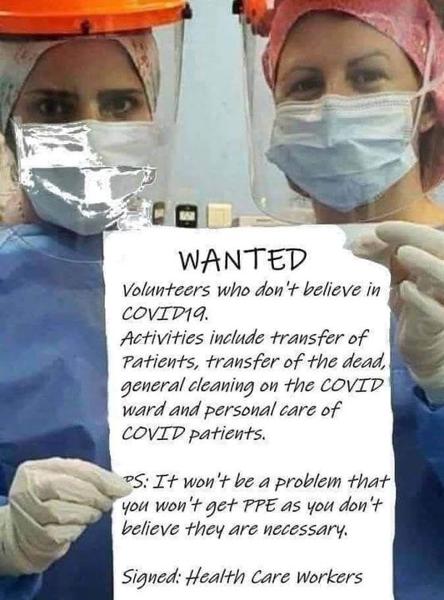 WANTED
Volunteers who don't believe in
COVID19.
Activities include transfer of
Patients, transfer of the dead,
general cleaning on the COVID
ward and personal care of
COVID patients.
PS: It won't be a problem that
you won't get PPE as you don't
believe they are necessary.
Signed: Health Care Workers